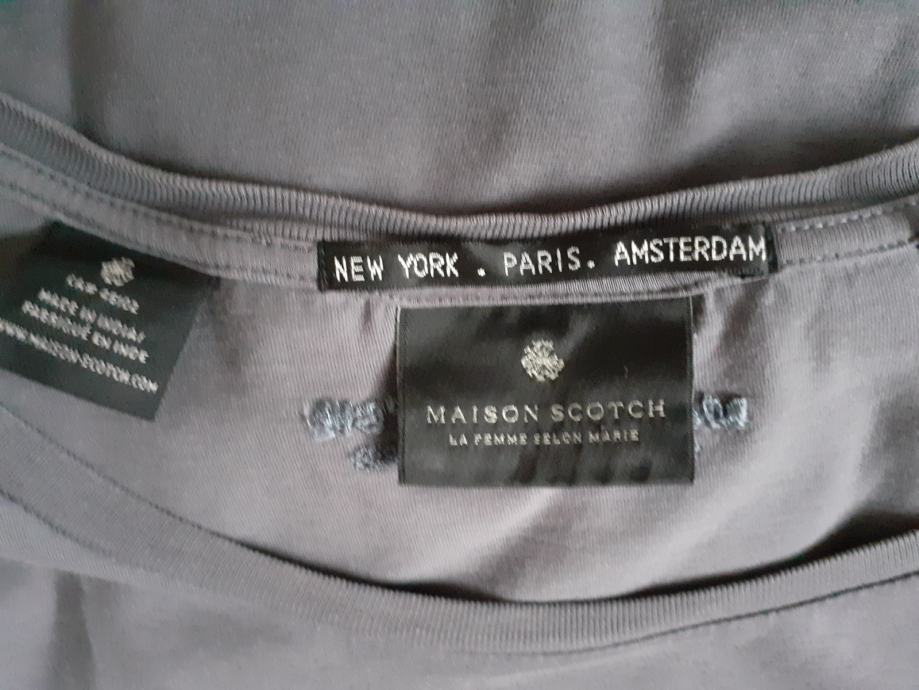 NEW YORK . PARIS. AMSTERDAM
MAISON SCOTCH
LA FEMME SELON MARIE
MADE IN INDIA/
FABRIQUÉ EN INDE
WWW.MAISON-SCOTCH.COM